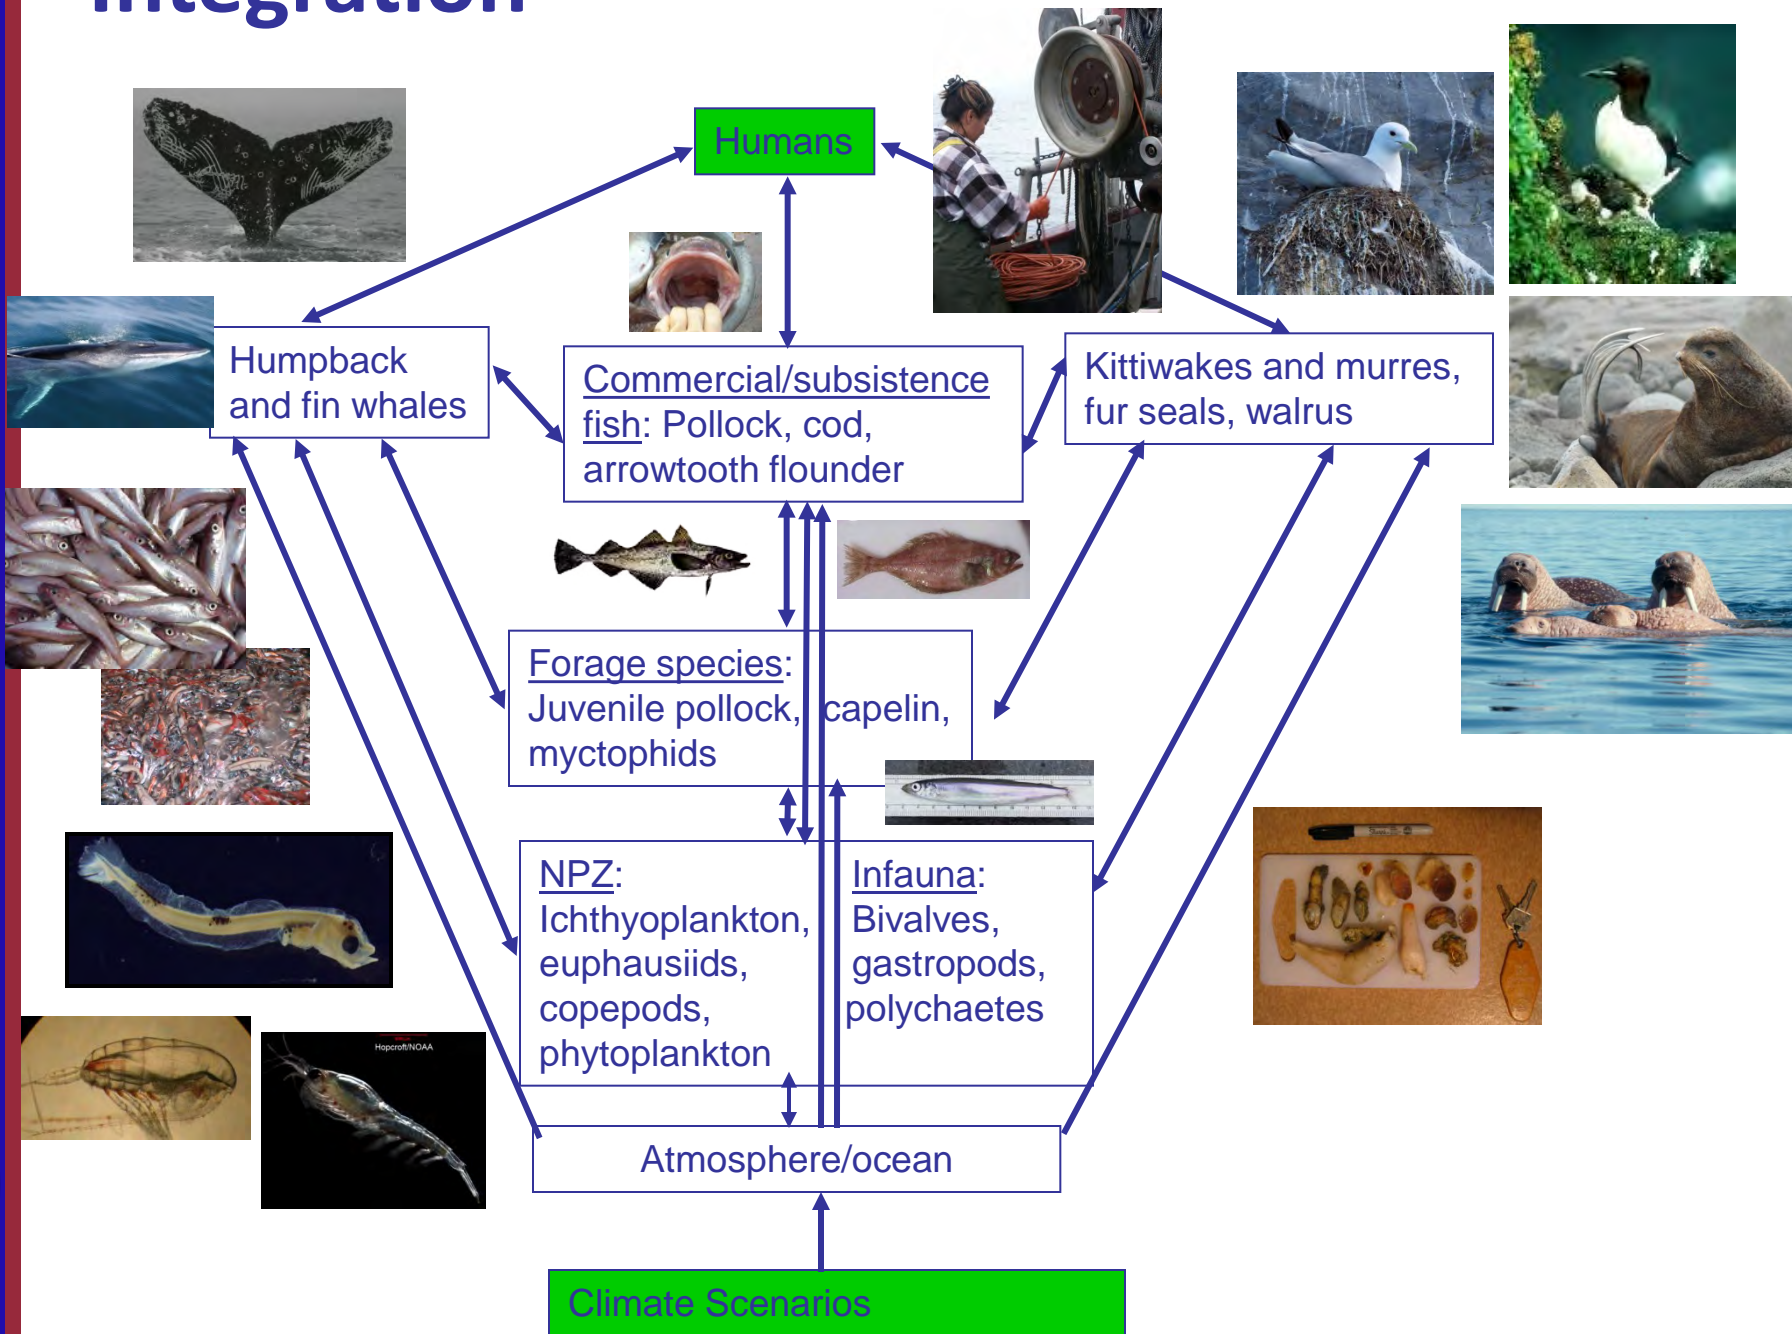 Integration
Humans
Humpback
and fin whales
Commercial/subsistence
fish: Pollock, cod,
arrowtooth flounder
Kittiwakes and murres,
fur seals, walrus
Forage species:
Juvenile pollock, capelin,
myctophids
NPZ:
Ichthyoplankton,
euphausiids,
copepods,
phytoplankton
Infauna:
Bivalves,
gastropods,
polychaetes
Hopcroft/NOAA
Atmosphere/ocean
Climate Scenarios